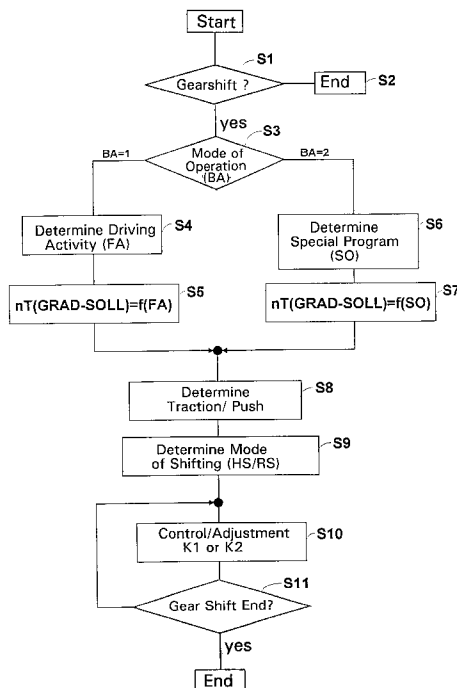 Start
S1
Gearshift ?
End
S2
yes
S3
Mode of
Operation
(BA)
BA=1
BA=2
S4
Determine Driving
Activity (FA)
S6
Determine
Special Program
(SO)
S5
nT(GRAD-SOLL)=f(FA)
S7
nT(GRAD-SOLL)=f(SO)
S8
Determine
Traction/ Push
S9
Determine Mode
of Shifting (HS/RS)
S10
Control/Adjustment
K1 or K2
S11
Gear Shift End?
yes
End